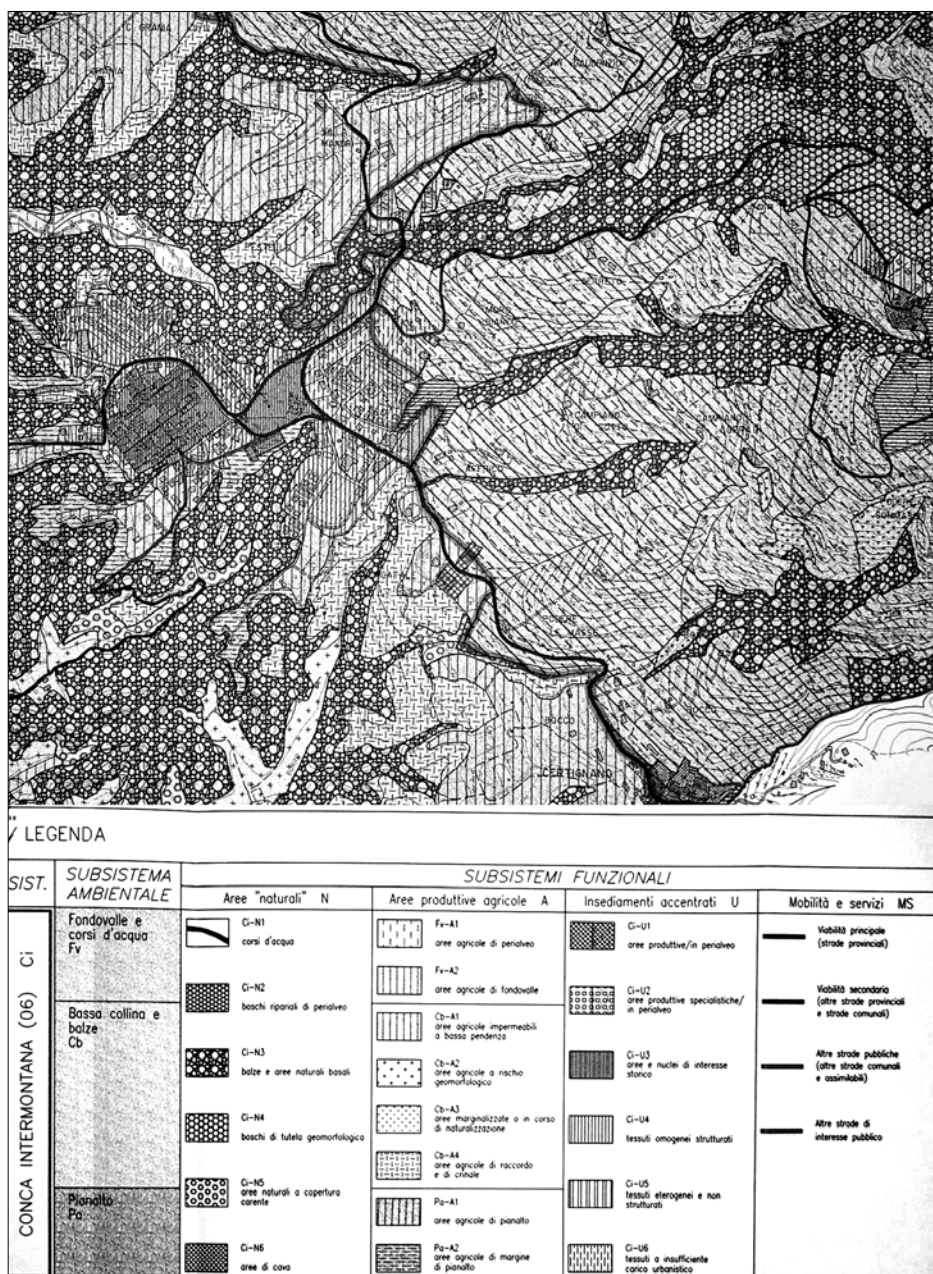 GRANIA
CAMPIANO
SOTTO
CAMPIANO
BOCCO
CERTIGNANO
LEGENDA
SIST.
SUBSISTEMA
AMBIENTALE
SUBSISTEMI FUNZIONALI
Aree "naturali" N
Aree produttive agricole A
Insediamenti accentrati U
Mobilità e servizi MS
CONCA INTERMONTANA (06) Ci
Fondovalle e
corsi d'acqua
Fv
Bassa collina e
balze
Cb
Pianalto
Pa
Ci-N1
corsi d'acqua
Ci-N2
boschi ripariali di perialveo
Ci-N3
balze e aree naturali basali
Ci-N4
boschi di tutela geomorfologica
Ci-N5
aree naturali a copertura
carente
Ci-N6
aree di cava
Fv-A1
aree agricole di perialveo
Fv-A2
aree agricole di fondovalle
Cb-A1
aree agricole impermeabili
a bassa pendenza
Cb-A2
aree agricole a rischio
geomorfologico
Cb-A3
aree marginalizzate o in corso
di naturalizzazione
Cb-A4
aree agricole di raccordo
e di crinale
Pa-A1
aree agricole di pianalto
Pa-A2
aree agricole di margine
di pianalto
Ci-U1
aree produttive/in perialveo
Ci-U2
aree produttive specialistiche/
in perialveo
Ci-U3
aree e nuclei di interesse
storico
Ci-U4
tessuti omogenei strutturati
Ci-U5
tessuti eterogenei e non
strutturati
Ci-U6
tessuti a insufficiente
carico urbanistico
Viabilità principale
(strade provinciali)
Viabilità secondaria
(altre strade provinciali
e strade comunali)
Altre strade pubbliche
(altre strade comunali
e assimilabili)
Altre strade di
interesse pubblico